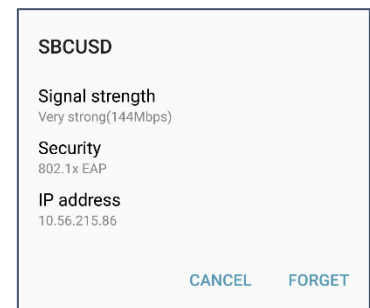 SBCUSD
Signal strength
Very strong(144Mbps)
Security
802.1x EAP
IP address
10.56.215.86
CANCEL FORGET